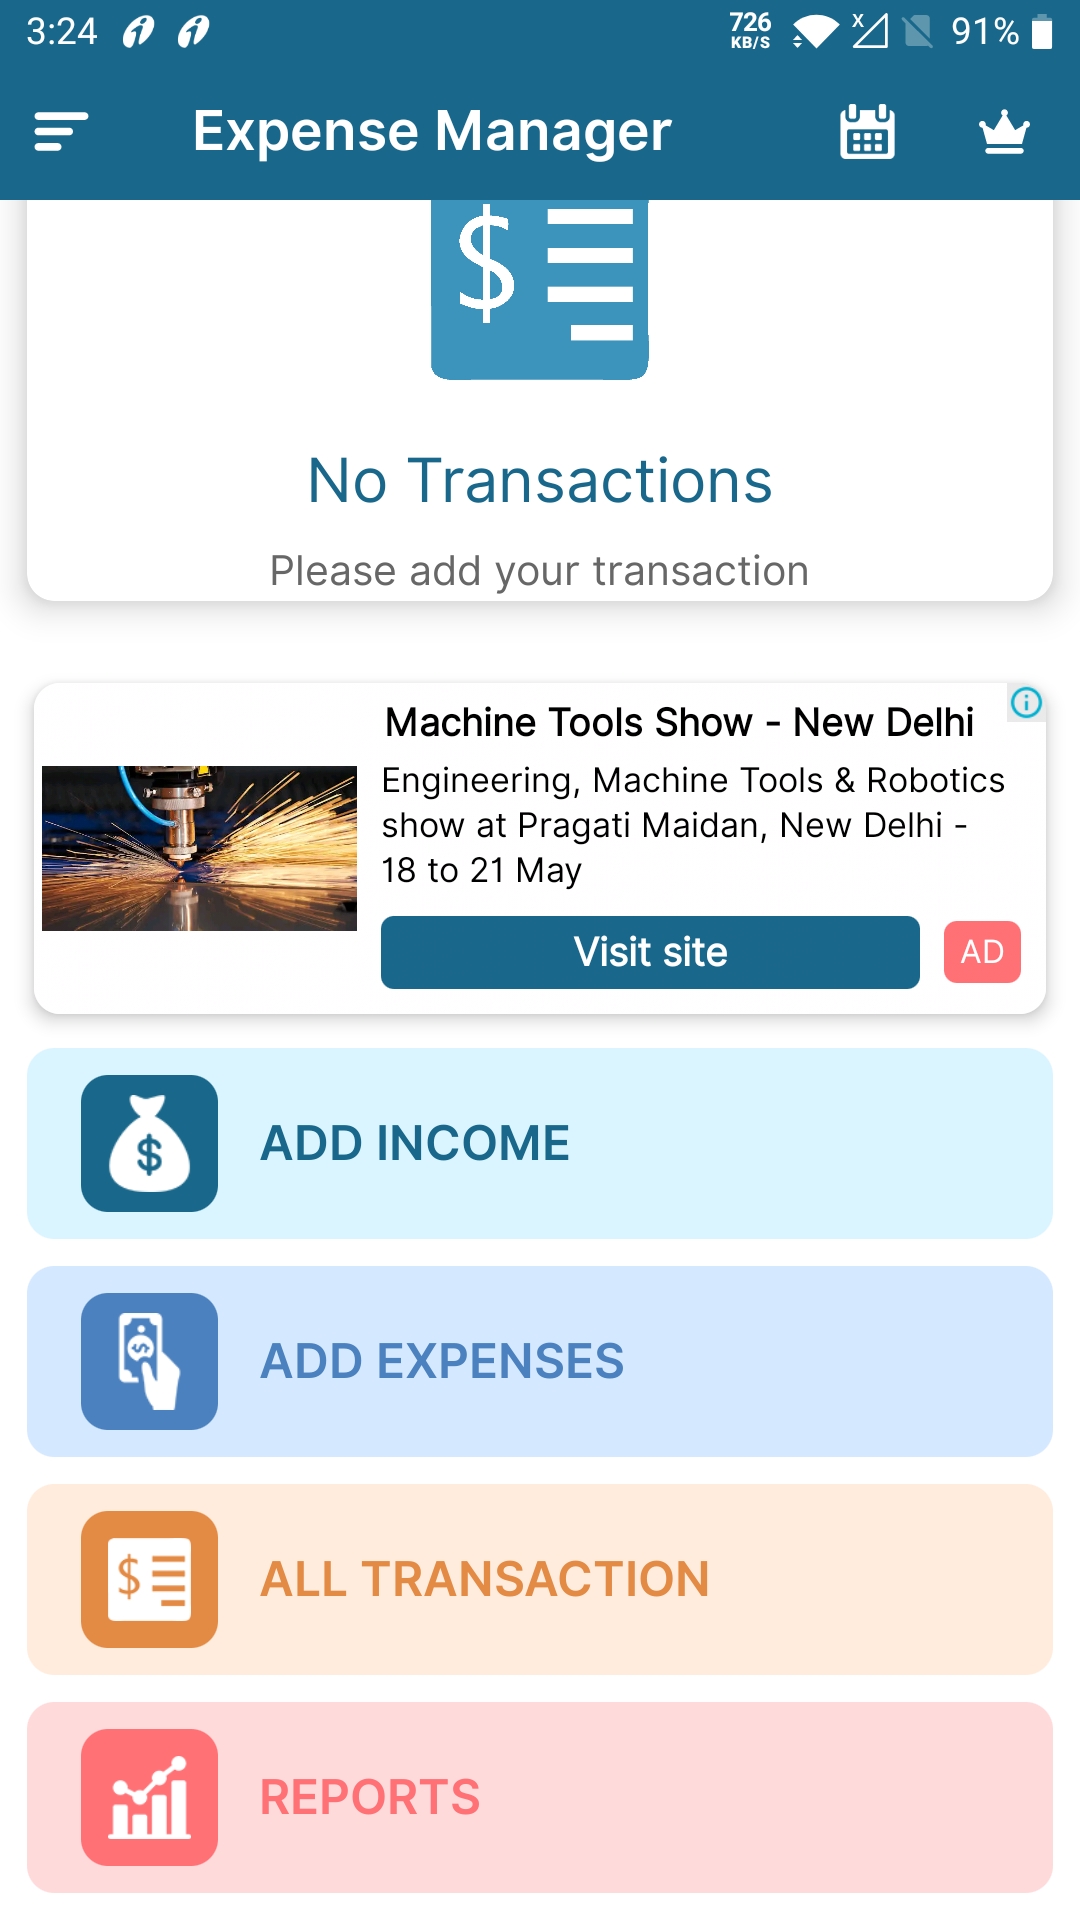 3:24
726
KB/S
X
91%
Expense Manager
$
No Transactions
Please add your transaction
Machine Tools Show - New Delhi
Engineering, Machine Tools & Robotics
show at Pragati Maidan, New Delhi -
18 to 21 May
Visit site
AD
$
ADD INCOME
$
ADD EXPENSES
$
ALL TRANSACTION
REPORTS